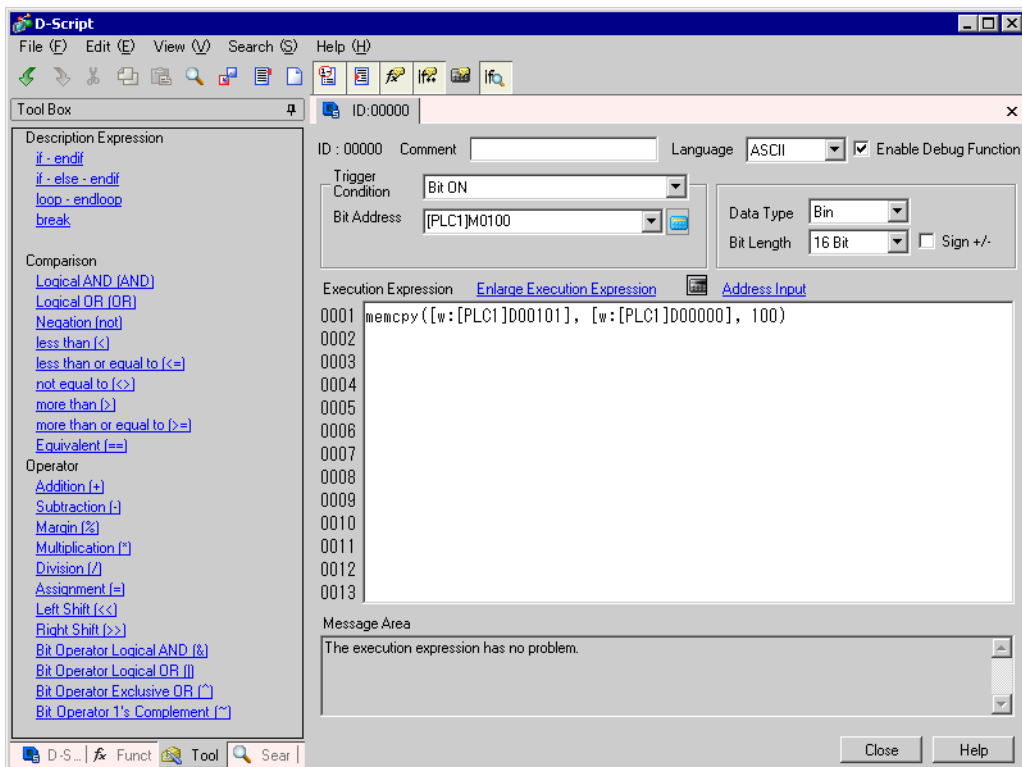 D-Script
File (F) Edit (E) View (V) Search (S) Help (H)
Tool Box
ID:00000
Description Expression
if - endif
if - else - endif
loop - endloop
break
Comparison
Logical AND (AND)
Logical OR (OR)
Negation (not)
less than (<)
less than or equal to (<=)
not equal to (<>)
more than (>)
more than or equal to (>=)
Equivalent (==)
Operator
Addition (+)
Subtraction (-)
Margin (%)
Multiplication (*)
Division (/)
Assignment (=)
Left Shift (<<)
Right Shift (>>)
Bit Operator Logical AND (&)
Bit Operator Logical OR (|)
Bit Operator Exclusive OR (^)
Bit Operator 1's Complement (~)
D-S... fx Funct Tool Sear
ID : 00000 Comment Language ASCII Enable Debug Function
Trigger Condition Bit ON
Bit Address [PLC1]M0100
Data Type Bin
Bit Length 16 Bit Sign +/-
Execution Expression Enlarge Execution Expression Address Input
0001 memcpy([w:[PLC1]D00101], [w:[PLC1]D00000], 100)
0002
0003
0004
0005
0006
0007
0008
0009
0010
0011
0012
0013
Message Area
The execution expression has no problem.
Close Help